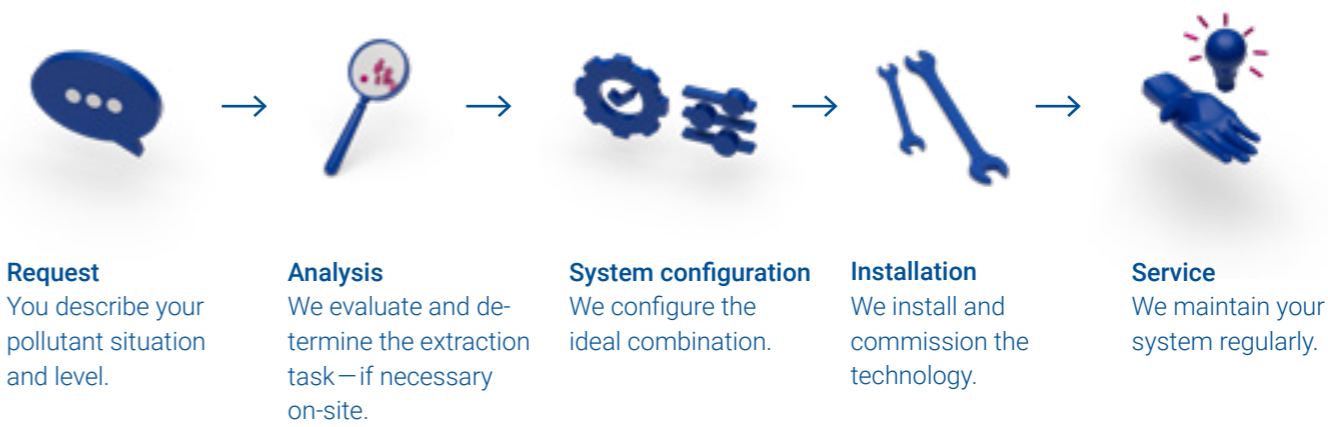 Request
You describe your
pollutant situation
and level.
Analysis
We evaluate and de-
termine the extraction
task—if necessary
on-site.
System configuration
We configure the
ideal combination.
Installation
We install and
commission the
technology.
Service
We maintain your
system regularly.